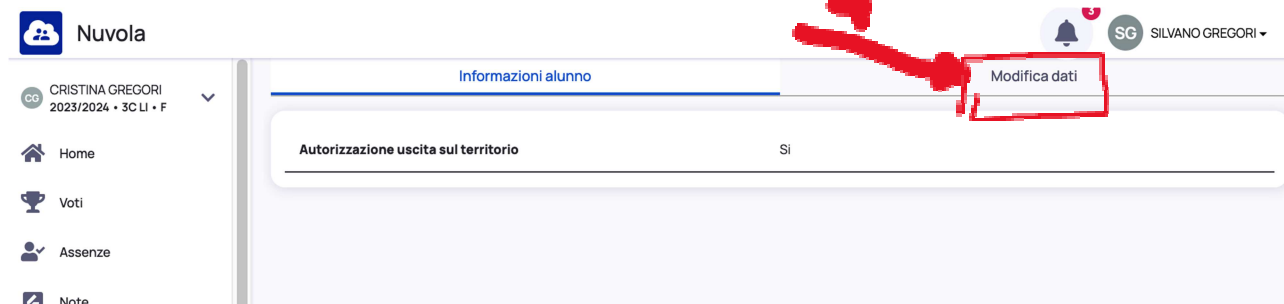 Nuvola
3
SG SILVANO GREGORI
CG CRISTINA GREGORI
2023/2024 • 3C LI • F
Informazioni alunno
Modifica dati
Autorizzazione uscita sul territorio
Si
Home
Voti
Assenze
Note